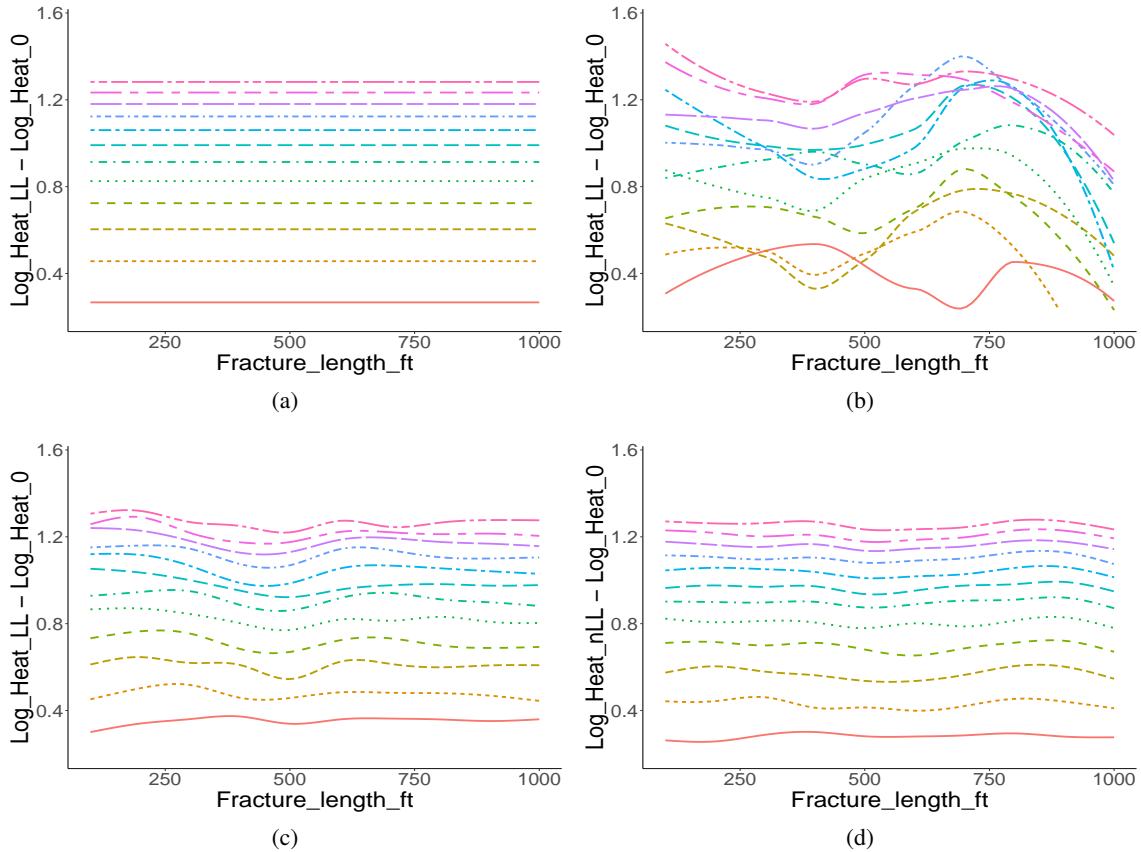 1.6
1.2
0.8
0.4
Log_Heat_LL − Log_Heat_0
250
500
750
1000
Fracture_length_ft
(a)
1.6
1.2
0.8
0.4
Log_Heat_LL − Log_Heat_0
250
500
750
1000
Fracture_length_ft
(b)
1.6
1.2
0.8
0.4
Log_Heat_LL − Log_Heat_0
250
500
750
1000
Fracture_length_ft
(c)
1.6
1.2
0.8
0.4
Log_Heat_nLL − Log_Heat_0
250
500
750
1000
Fracture_length_ft
(d)